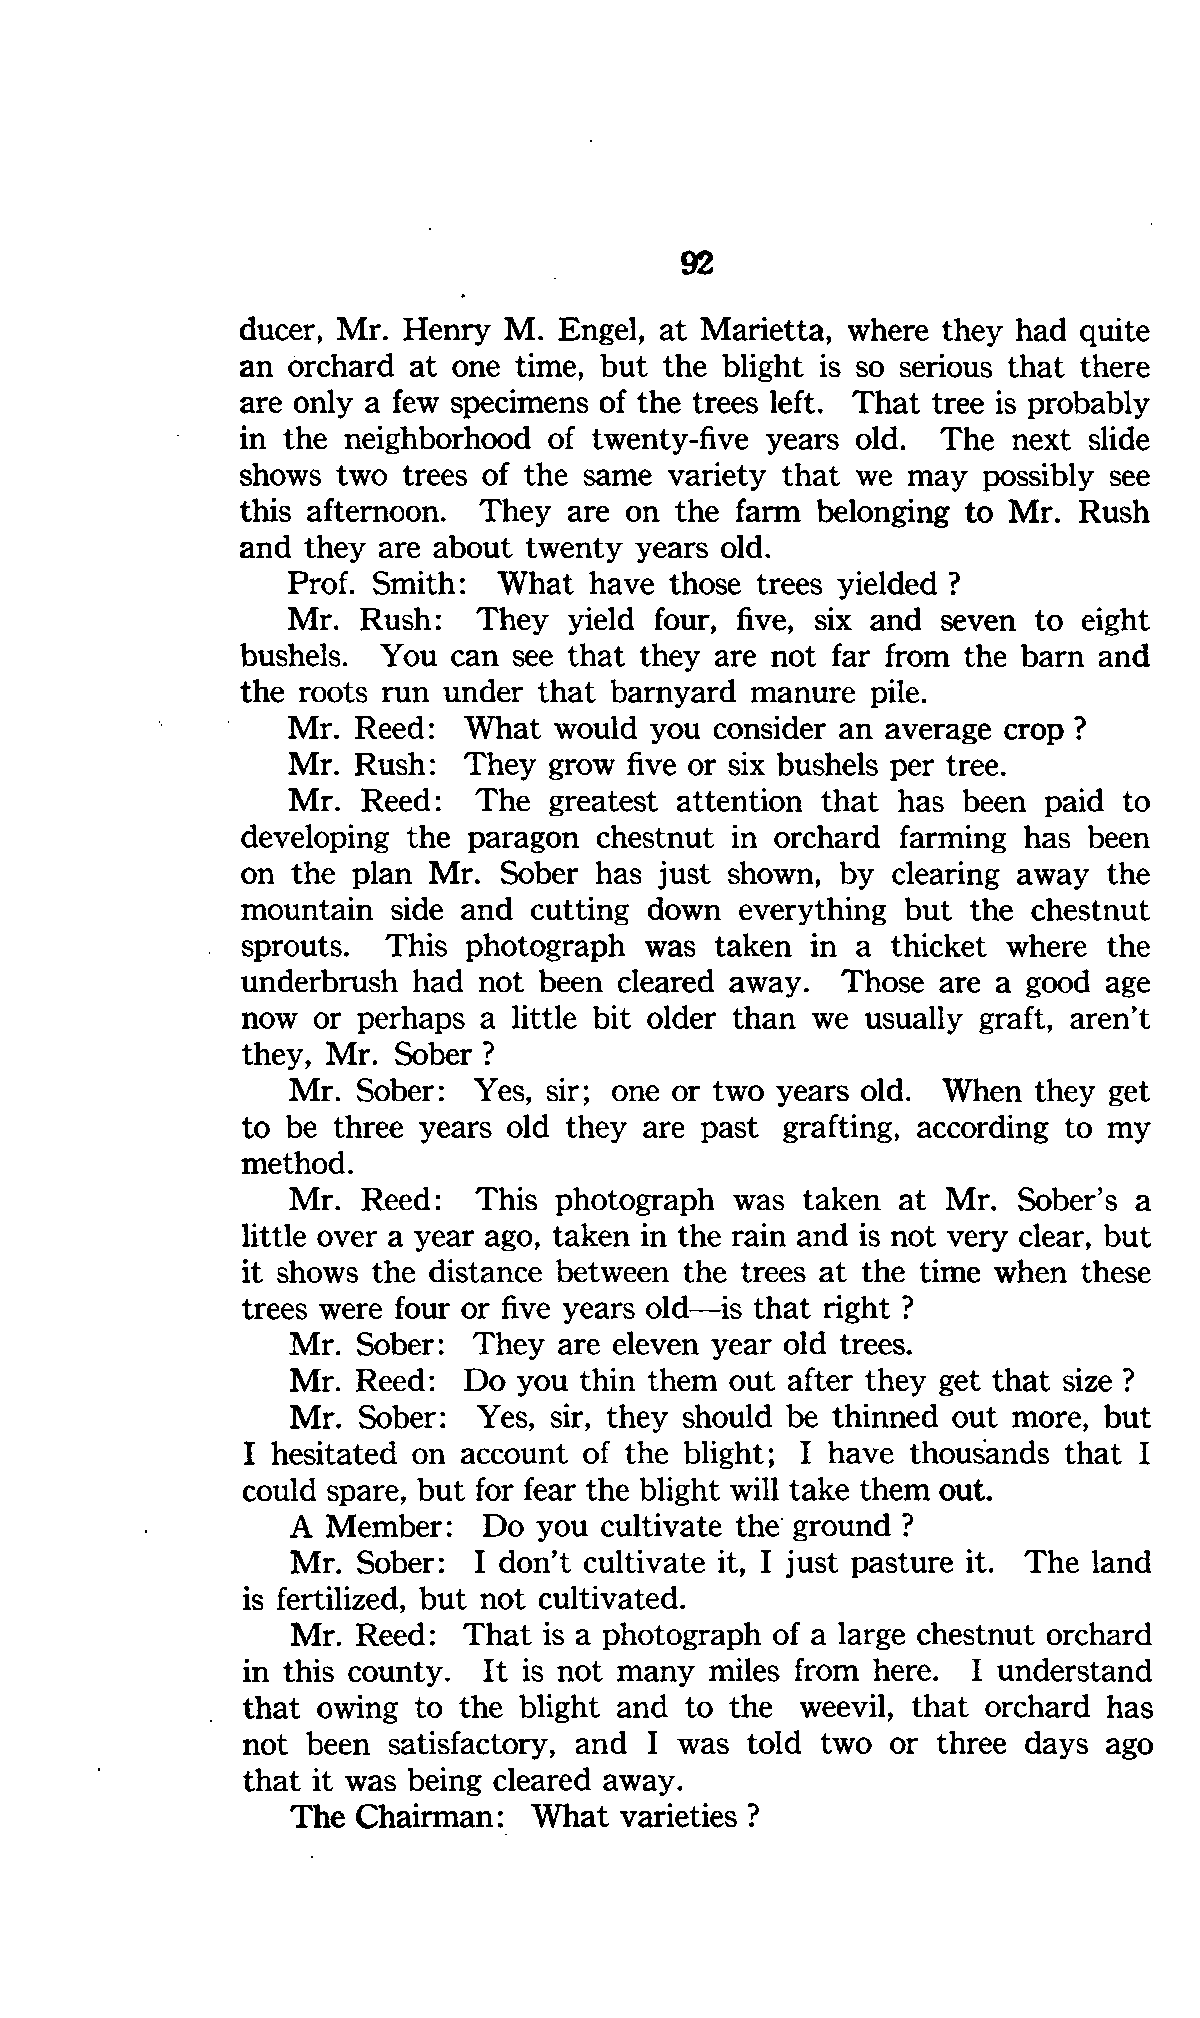 92
ducer, Mr. Henry M. Engel, at Marietta, where they had quite
an orchard at one time, but the blight is so serious that there
are only a few specimens of the trees left. That tree is probably
in the neighborhood of twenty-five years old. The next slide
shows two trees of the same variety that we may possibly see
this afternoon. They are on the farm belonging to Mr. Rush
and they are about twenty years old.
Prof. Smith: What have those trees yielded ?
Mr. Rush: They yield four, five, six and seven to eight
bushels. You can see that they are not far from the barn and
the roots run under that barnyard manure pile.
Mr. Reed: What would you consider an average crop ?
Mr. Rush: They grow five or six bushels per tree.
Mr. Reed: The greatest attention that has been paid to
developing the paragon chestnut in orchard farming has been
on the plan Mr. Sober has just shown, by clearing away the
mountain side and cutting down everything but the chestnut
sprouts. This photograph was taken in a thicket where the
underbrush had not been cleared away. Those are a good age
now or perhaps a little bit older than we usually graft, aren't
they, Mr. Sober ?
Mr. Sober: Yes, sir; one or two years old. When they get
to be three years old they are past grafting, according to my
method.
Mr. Reed: This photograph was taken at Mr. Sober's a
little over a year ago, taken in the rain and is not very clear, but
it shows the distance between the trees at the time when these
trees were four or five years old—is that right ?
Mr. Sober: They are eleven year old trees.
Mr. Reed: Do you thin them out after they get that size ?
Mr. Sober: Yes, sir, they should be thinned out more, but
I hesitated on account of the blight; I have thousands that I
could spare, but for fear the blight will take them out.
A Member: Do you cultivate the ground ?
Mr. Sober: I don't cultivate it, I just pasture it. The land
is fertilized, but not cultivated.
Mr. Reed: That is a photograph of a large chestnut orchard
in this county. It is not many miles from here. I understand
that owing to the blight and to the weevil, that orchard has
not been satisfactory, and I was told two or three days ago
that it was being cleared away.
The Chairman: What varieties ?